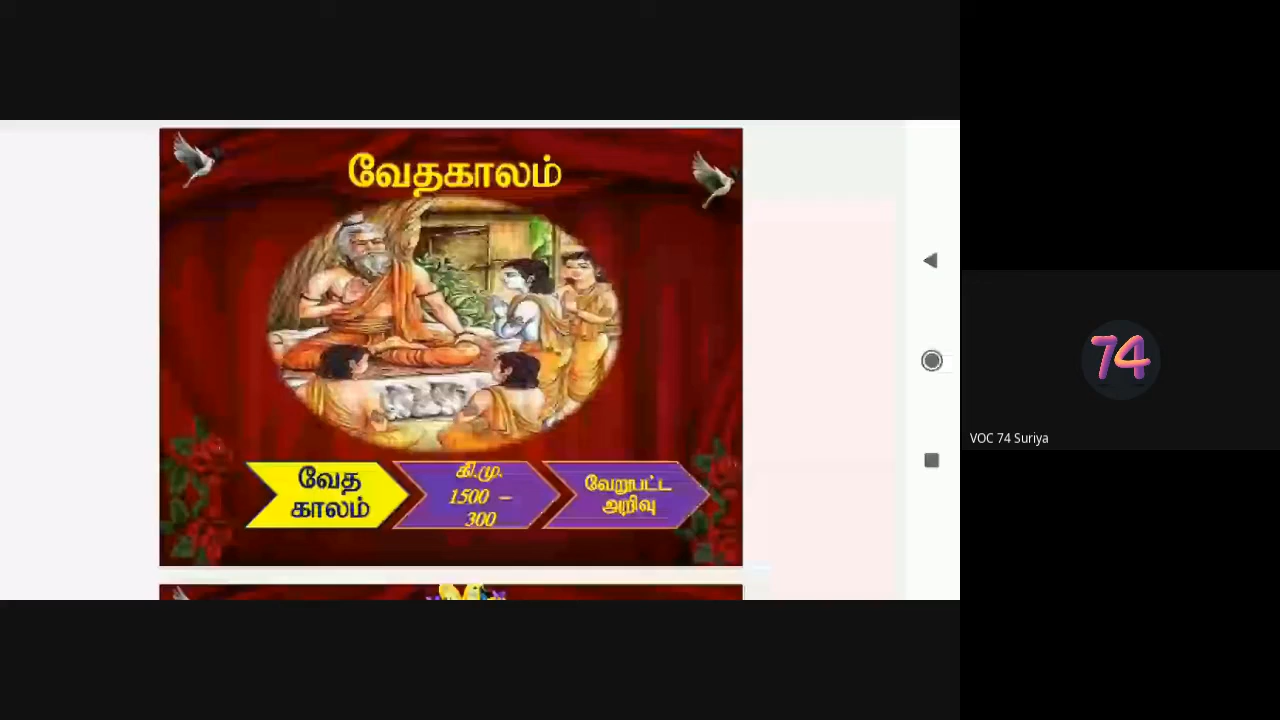 வேதகாலம்
வேத
காலம்
கி.மு.
1500 –
300
வேறுபட்ட
அறிவு
74
VOC 74 Suriya